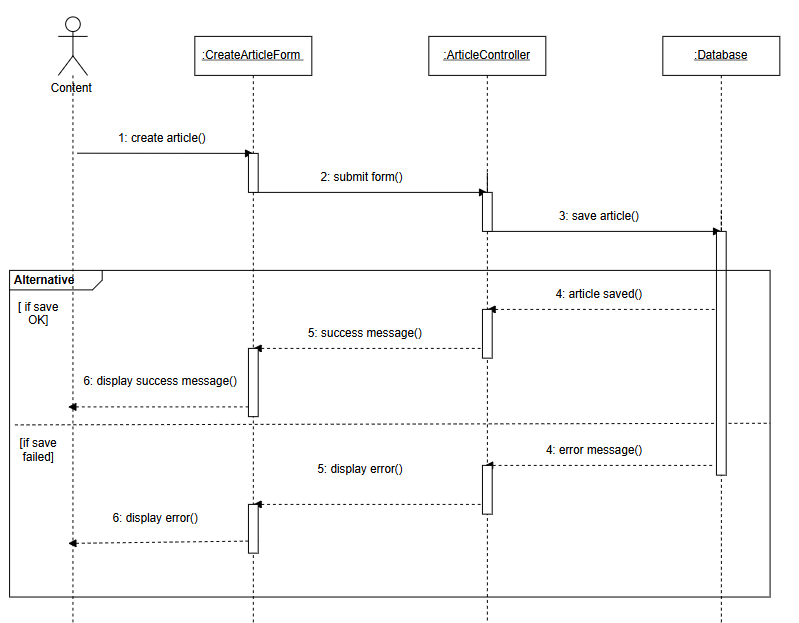 :CreateArticleForm
:ArticleController
:Database
Content
1: create article()
2: submit form()
3: save article()
Alternative
[ if save
OK]
4: article saved()
5: success message()
6: display success message()
[if save
failed]
4: error message()
5: display error()
6: display error()